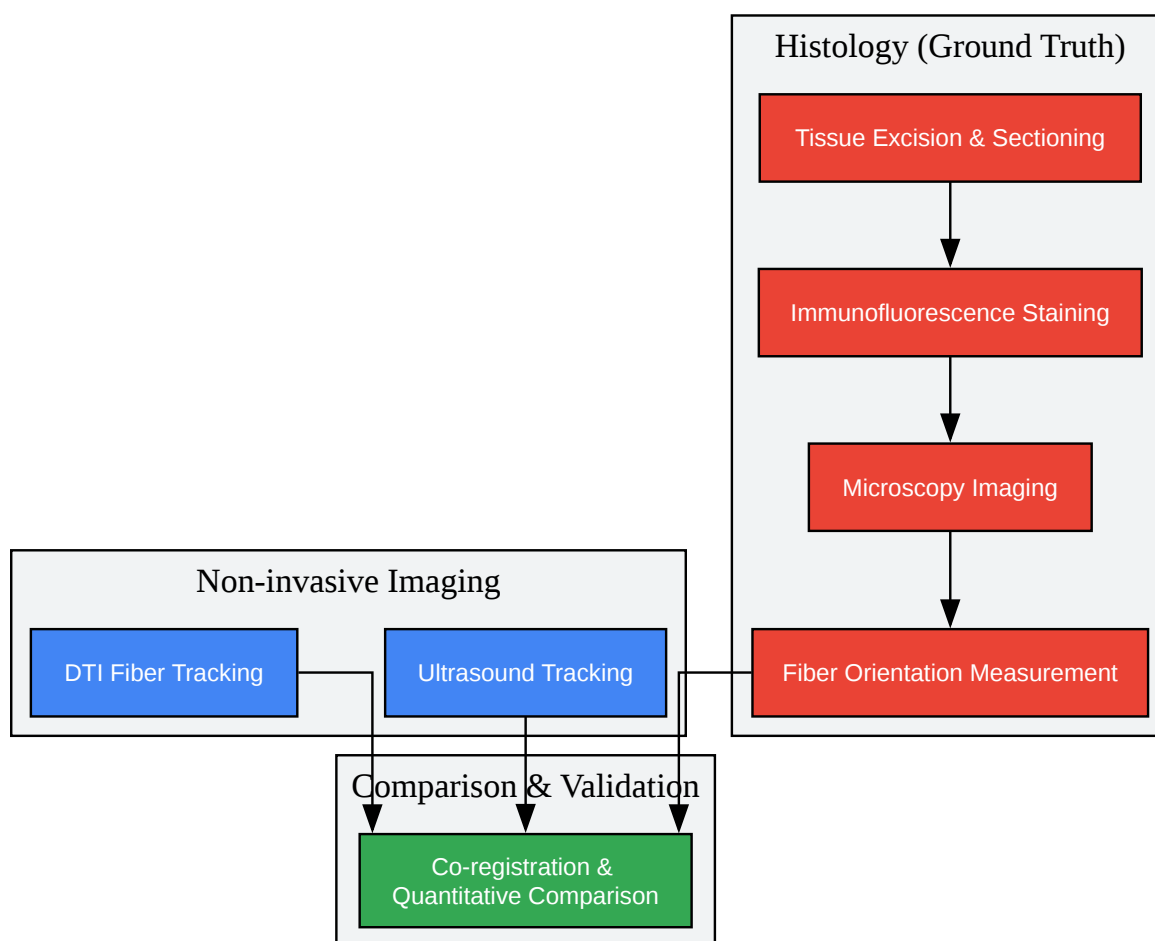 Histology (Ground Truth)
Tissue Excision & Sectioning
Immunofluorescence Staining
Microscopy Imaging
Fiber Orientation Measurement
Non-invasive Imaging
DTI Fiber Tracking
Ultrasound Tracking
Comparison & Validation
Co-registration &
Quantitative Comparison